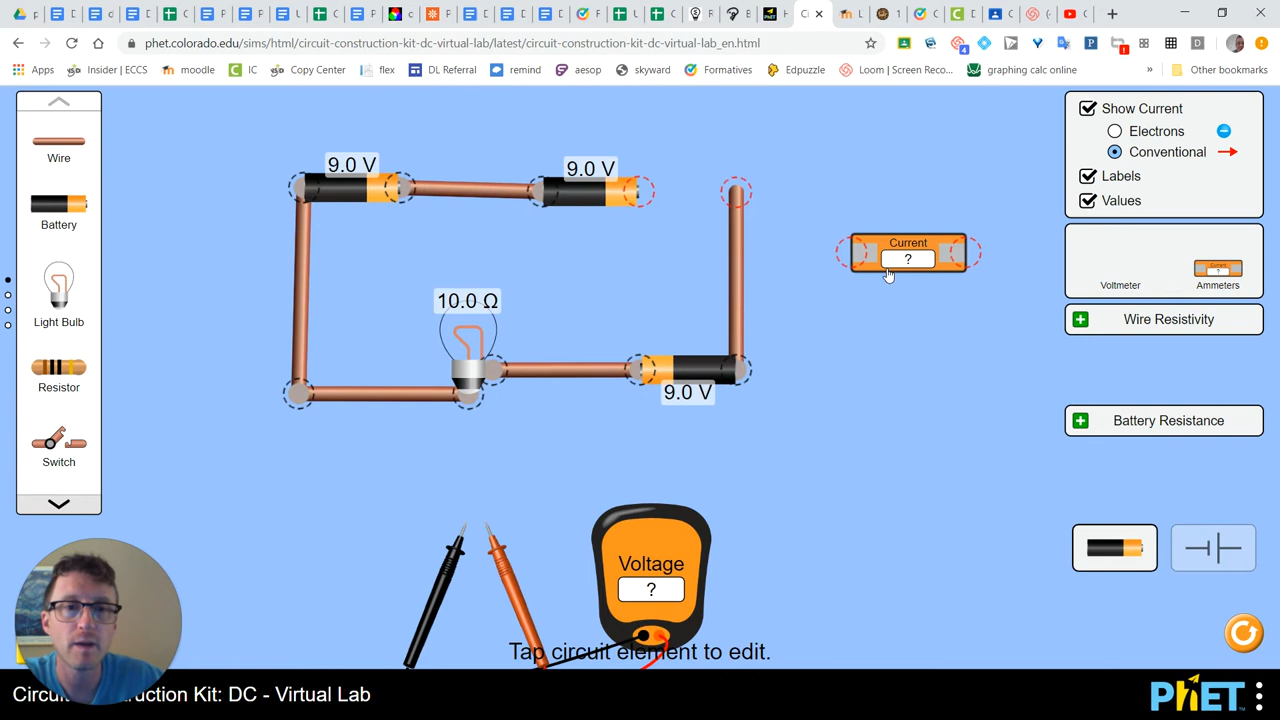 phet.colorado.edu/sims/html/circuit-construction-kit-dc-virtual-lab/latest/circuit-construction-kit-dc-virtual-lab_en.html
Apps Insider | ECCS moodle IC Copy Center flex DL Referral remind aesop skyward Formatives Edpuzzle Loom | Screen Reco... graphing calc online » Other bookmarks
Wire
Battery
Light Bulb
Resistor
Switch
9.0 V
9.0 V
10.0 Ω
9.0 V
Current
?
Voltage
?
Tap circuit element to edit.
Show Current
Electrons
Conventional
Labels
Values
Voltmeter
Current
?
Ammeters
Wire Resistivity
Battery Resistance
Circuit Construction Kit: DC - Virtual Lab
PhET